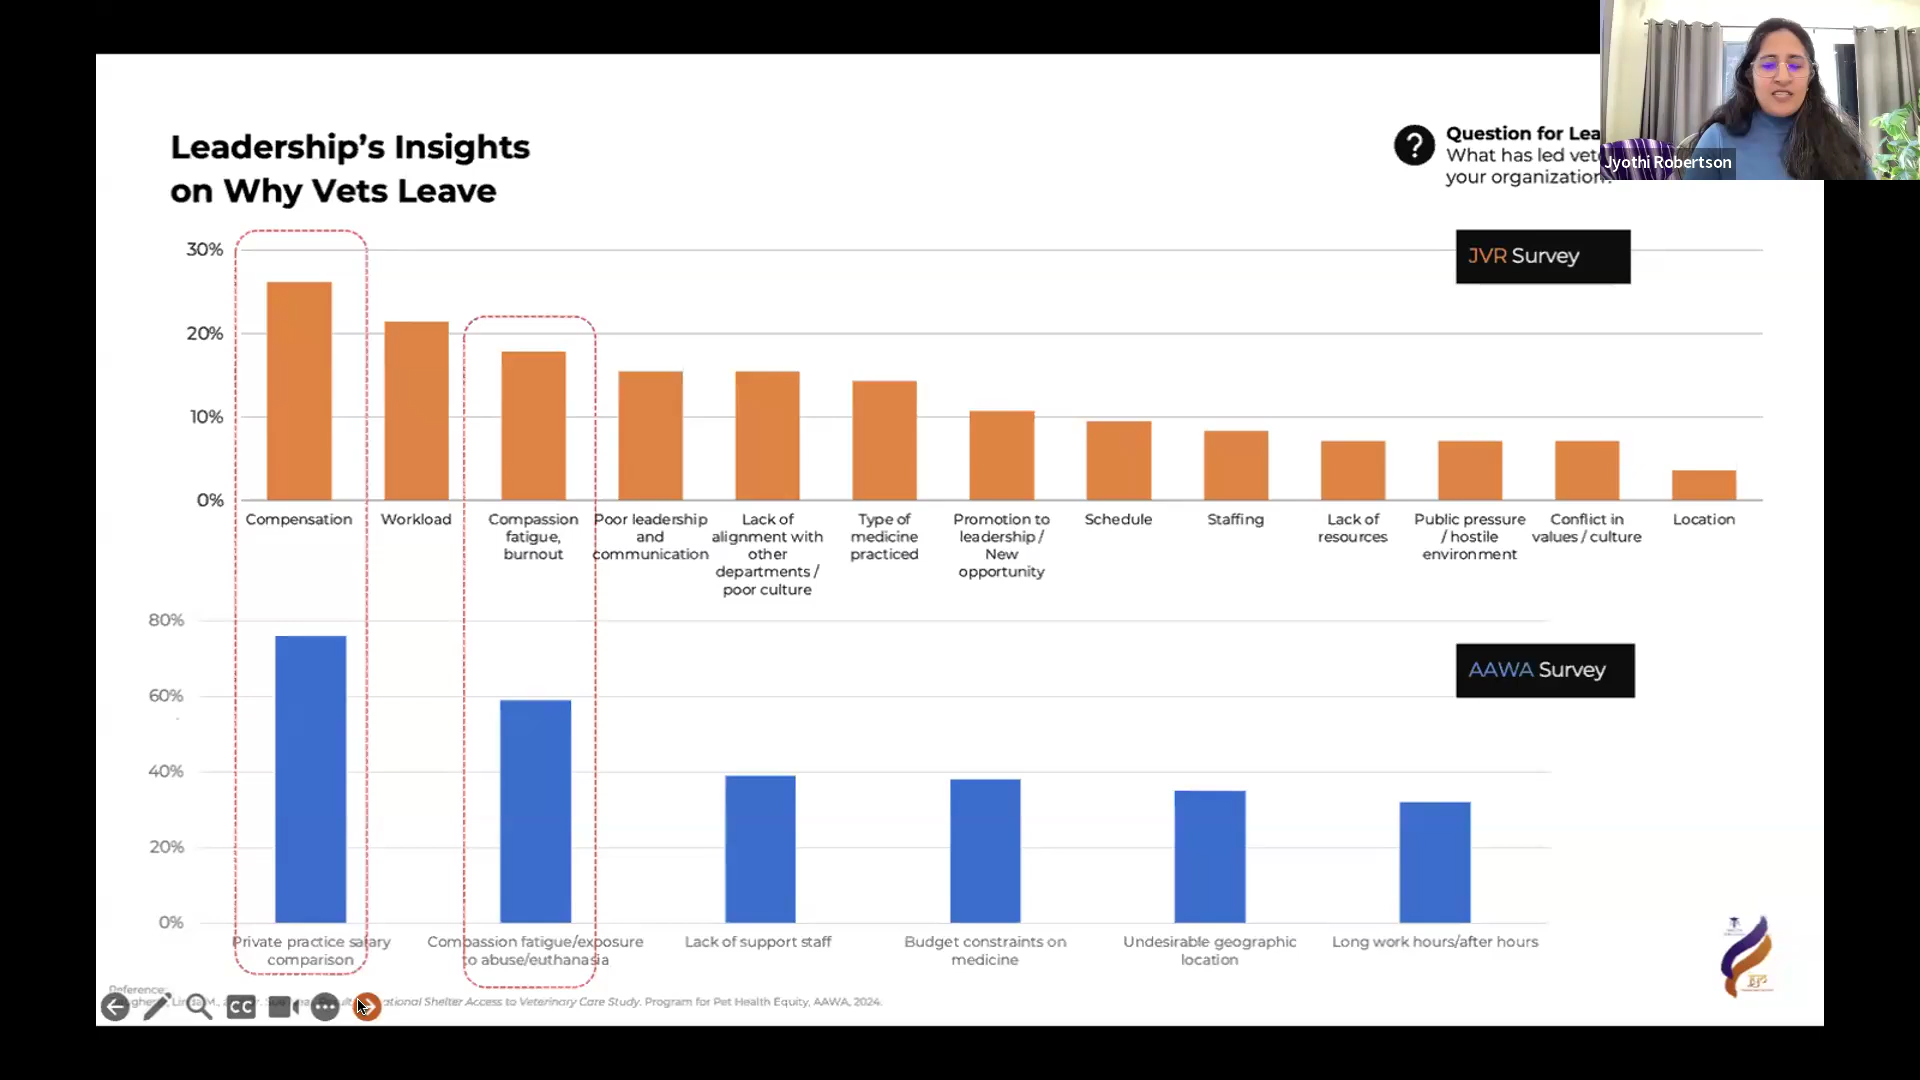 Leadership's Insights
on Why Vets Leave
?
Question for Lea
What has led vet
your organization?
Jyothi Robertson
JVR Survey
30%
20%
10%
0%
Compensation
Workload
Compassion
fatigue,
burnout
Poor leadership
and
communication
Lack of
alignment with
other
departments /
poor culture
Type of
medicine
practiced
Promotion to
leadership /
New
opportunity
Schedule
Staffing
Lack of
resources
Public pressure
/ hostile
environment
Conflict in
values / culture
Location
AAWA Survey
80%
60%
40%
20%
0%
Private practice salary
comparison
Compassion fatigue/exposure
to abuse/euthanasia
Lack of support staff
Budget constraints on
medicine
Undesirable geographic
location
Long work hours/after hours
Reference:
ational Shelter Access to Veterinary Care Study. Program for Pet Health Equity, AAWA, 2024.
CC